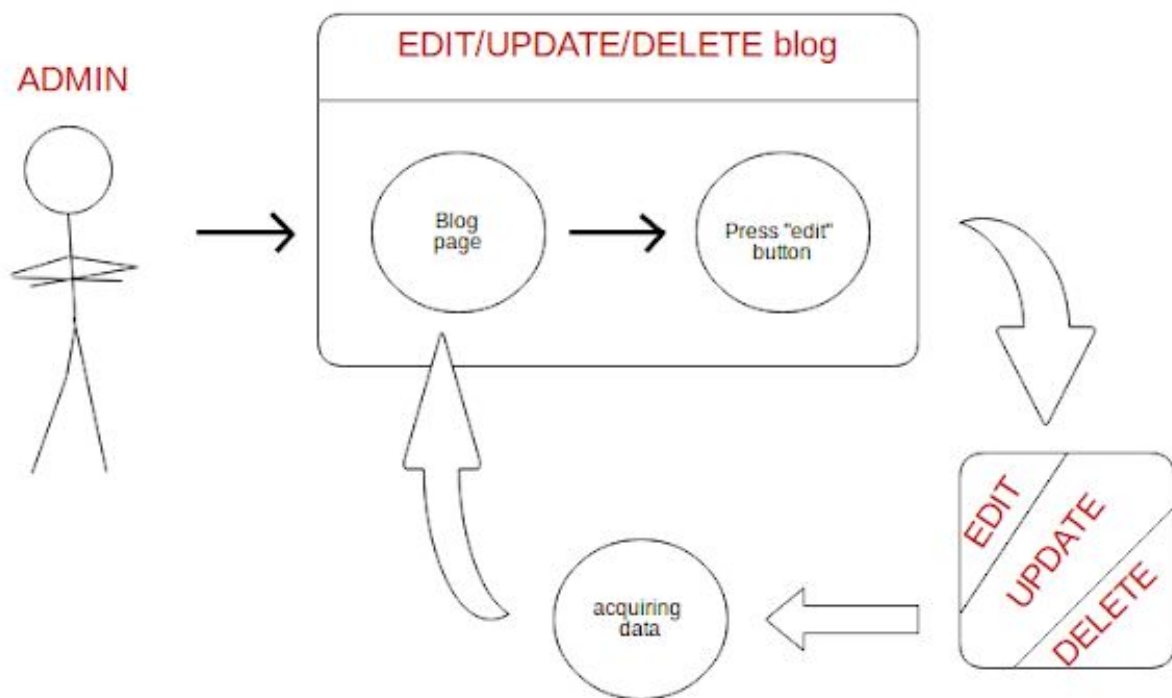 EDIT/UPDATE/DELETE blog
ADMIN
Blog
page
Press "edit"
button
EDIT
UPDATE
DELETE
acquiring
data